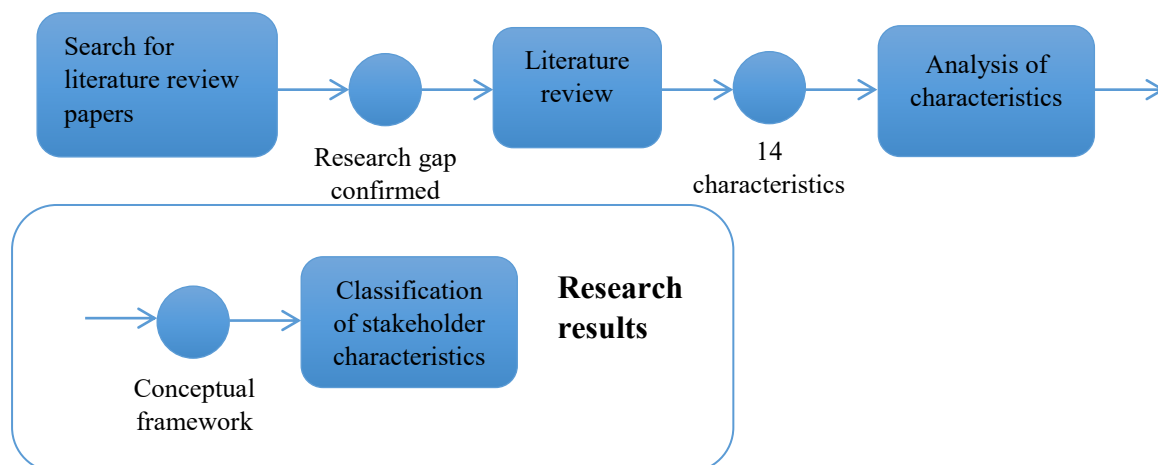 Search for
literature review
papers
Research gap
confirmed
Literature
review
14
characteristics
Analysis of
characteristics
Conceptual
framework
Classification
of stakeholder
characteristics
Research
results